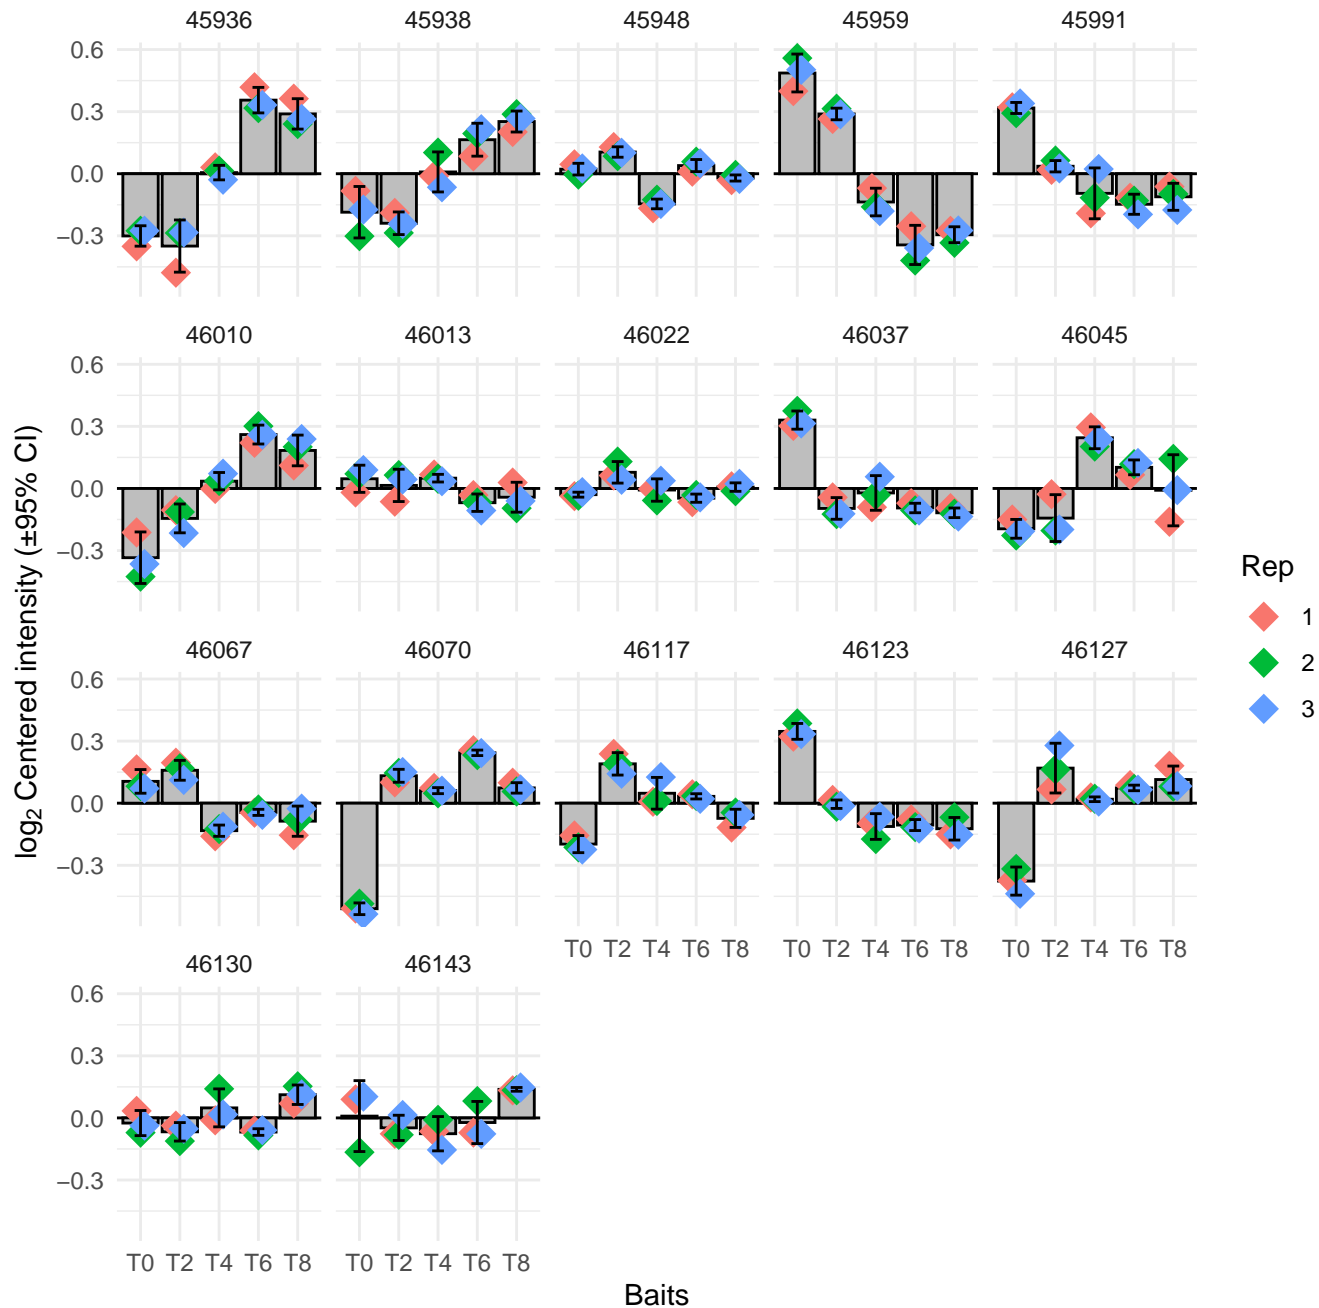 45936 45938 45948 45959 45991
0.6
0.3
0.0
−0.3
46010 46013 46022 46037 46045
0.6
0.3
0.0
−0.3
46067 46070 46117 46123 46127
0.6
0.3
0.0
−0.3
T0 T2 T4 T6 T8 T0 T2 T4 T6 T8 T0 T2 T4 T6 T8
46130 46143
0.6
0.3
0.0
−0.3
T0 T2 T4 T6 T8 T0 T2 T4 T6 T8
Baits
log2 Centered intensity (±95% CI)
Rep
1
2
3